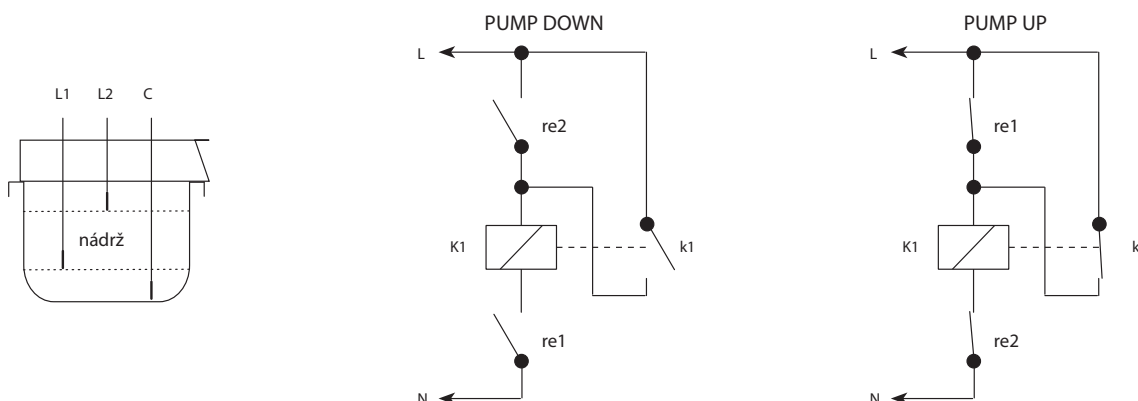 PUMP DOWN
PUMP UP
L
L
L1 L2 C
re2
re1
nádrž
K1
k1
K1
k
re1
re2
N
N